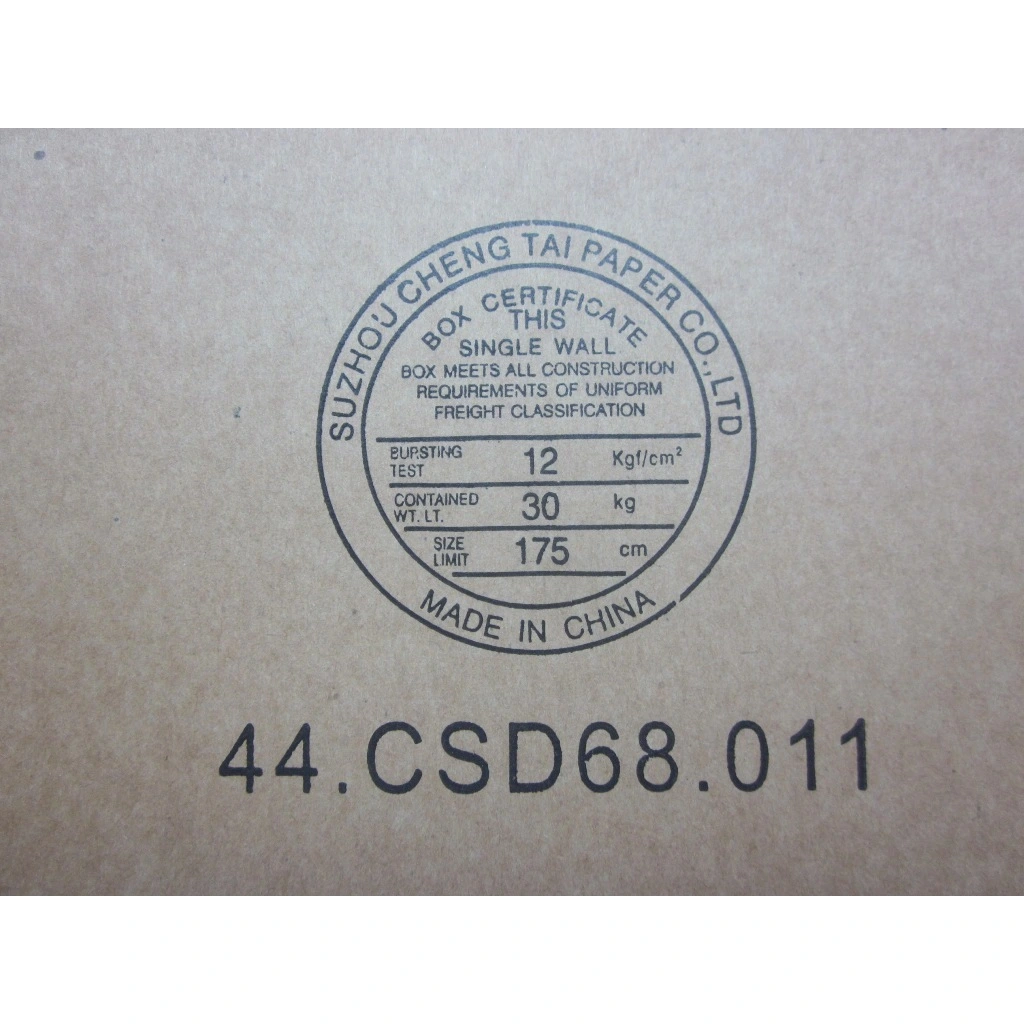 SUZHOU CHENG TAI PAPER CO.,LTD
BOX CERTIFICATE
THIS
SINGLE WALL
BOX MEETS ALL CONSTRUCTION
REQUIREMENTS OF UNIFORM
FREIGHT CLASSIFICATION
BURSTING TEST 12 Kgf/cm²
CONTAINED WT. LT. 30 kg
SIZE LIMIT 175 cm
MADE IN CHINA
44.CSD68.011